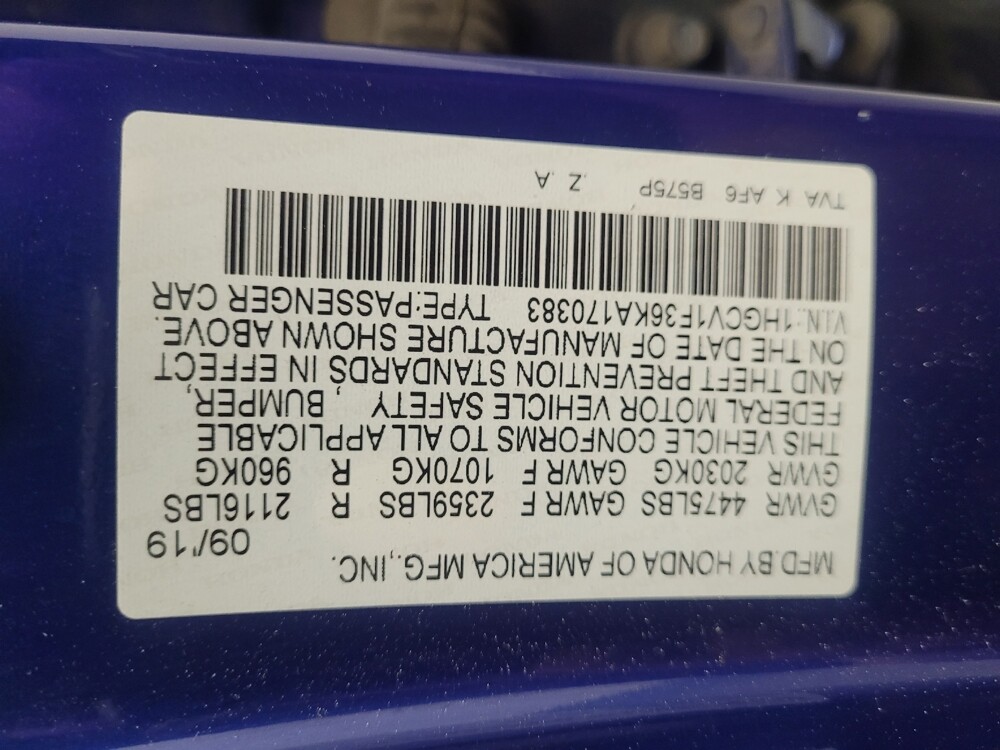 MFD.BY HONDA OF AMERICA MFG.,INC.
09/'19
GVWR 4475LBS GAWR F 2359LBS R 2116LBS
GVWR 2030KG GAWR F 1070KG R 960KG
THIS VEHICLE CONFORMS TO ALL APPLICABLE
FEDERAL MOTOR VEHICLE SAFETY , BUMPER,
AND THEFT PREVENTION STANDARDS IN EFFECT
ON THE DATE OF MANUFACTURE SHOWN ABOVE.
V.I.N.:1HGCV1F36KA170383 TYPE:PASSENGER CAR
TVA K AF6 B575P .Z .A